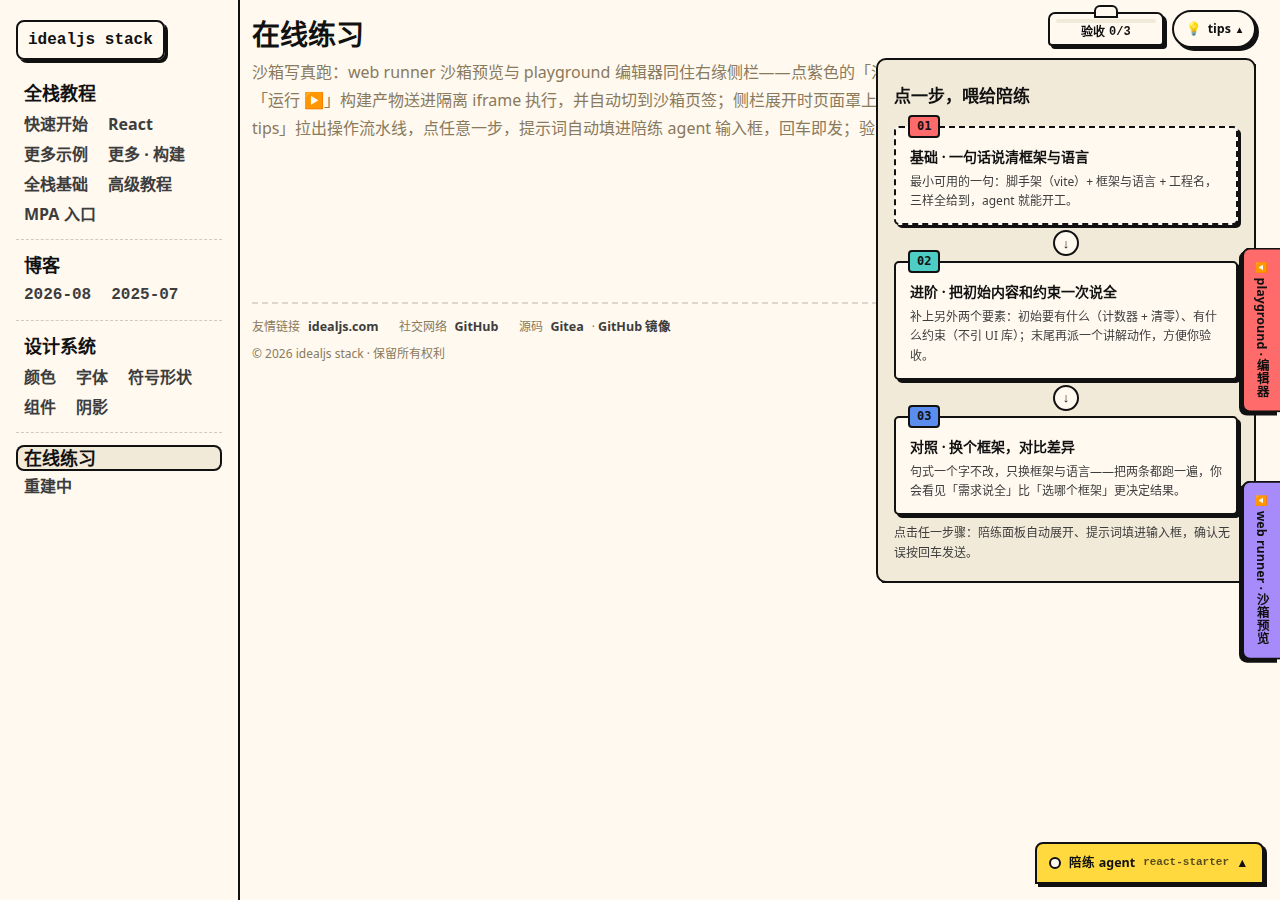 idealjs stack
全栈教程
快速开始 React
更多示例 更多 · 构建
全栈基础 高级教程
MPA 入口
博客
2026-08 2025-07
设计系统
颜色 字体 符号形状
组件 阴影
在线练习
重建中
在线练习
沙箱写真跑：web runner 沙箱预览与 playground 编辑器同住右缘侧栏——点紫色的「
「运行 ▶️」构建产物送进隔离 iframe 执行，并自动切到沙箱页签；侧栏展开时页面罩上
tips」拉出操作流水线，点任意一步，提示词自动填进陪练 agent 输入框，回车即发；验
友情链接 idealjs.com 社交网络 GitHub 源码 Gitea · GitHub 镜像
© 2026 idealjs stack · 保留所有权利
验收 0/3
💡 tips ▲
点一步，喂给陪练
01
基础 · 一句话说清框架与语言
最小可用的一句：脚手架（vite）+ 框架与语言 + 工程名，
三样全给到，agent 就能开工。
↓
02
进阶 · 把初始内容和约束一次说全
补上另外两个要素：初始要有什么（计数器 + 清零）、有什
么约束（不引 UI 库）；末尾再派一个讲解动作，方便你验
收。
↓
03
对照 · 换个框架，对比差异
句式一个字不改，只换框架与语言——把两条都跑一遍，你
会看见「需求说全」比「选哪个框架」更决定结果。
点击任一步骤：陪练面板自动展开、提示词填进输入框，确认无
误按回车发送。
◀ playground · 编辑器
◀ web runner · 沙箱预览
陪练 agent react-starter ▲